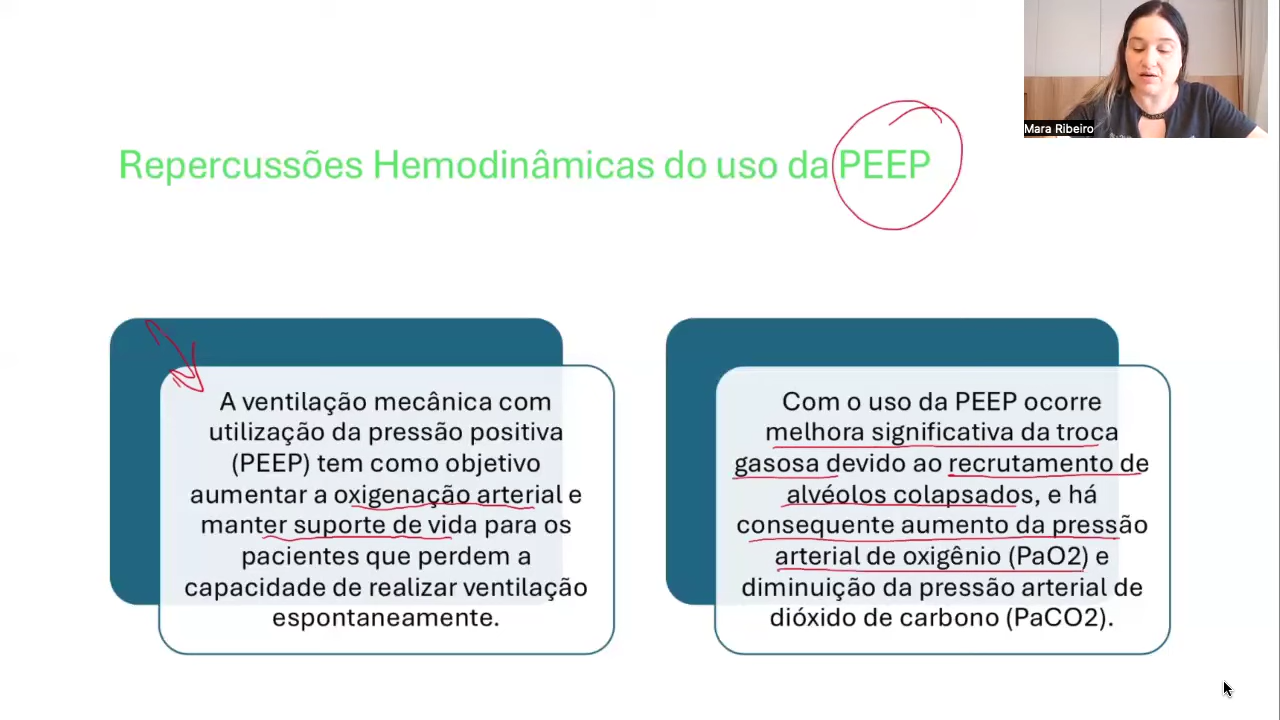 Mara Ribeiro
Repercussões Hemodinâmicas do uso da PEEP
A ventilação mecânica com
utilização da pressão positiva
(PEEP) tem como objetivo
aumentar a oxigenação arterial e
manter suporte de vida para os
pacientes que perdem a
capacidade de realizar ventilação
espontaneamente.
Com o uso da PEEP ocorre
melhora significativa da troca
gasosa devido ao recrutamento de
alvéolos colapsados, e há
consequente aumento da pressão
arterial de oxigênio (PaO2) e
diminuição da pressão arterial de
dióxido de carbono (PaCO2).